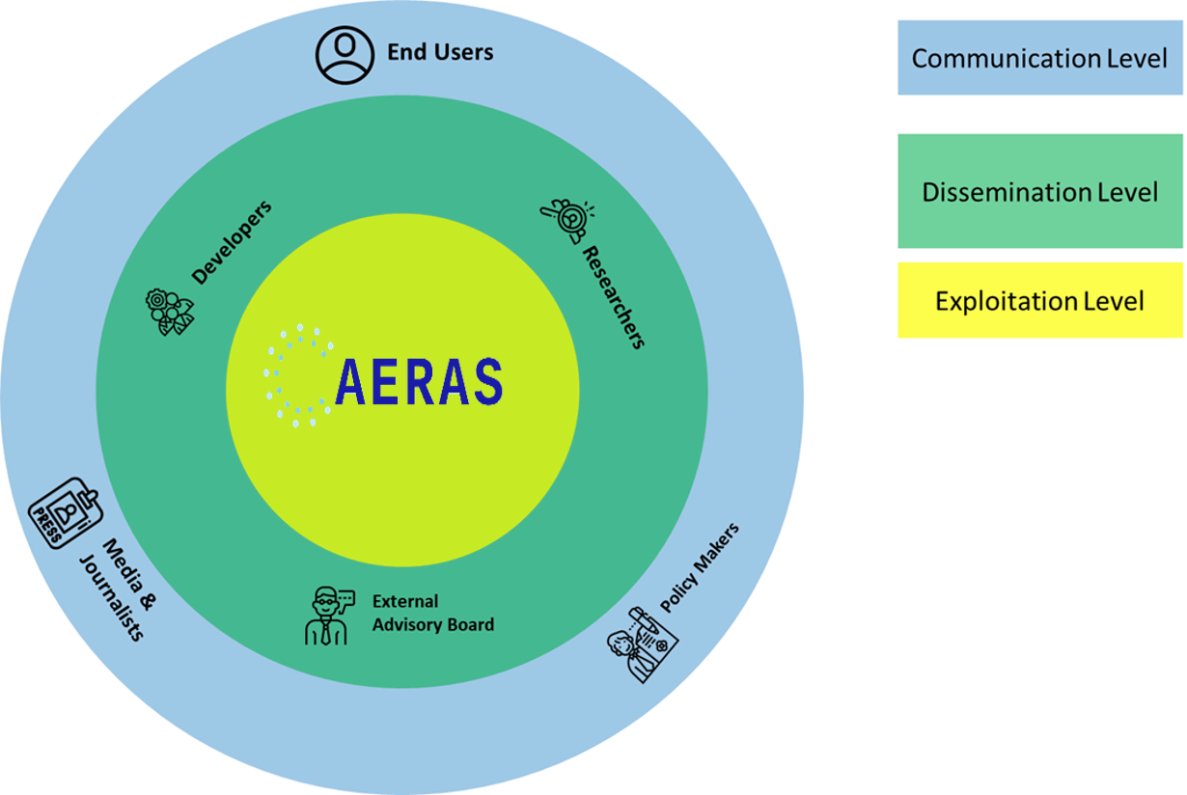 End Users
Developers
Researchers
AERAS
PRESS
Media &
Journalists
External
Advisory Board
Policy Makers
Communication Level
Dissemination Level
Exploitation Level